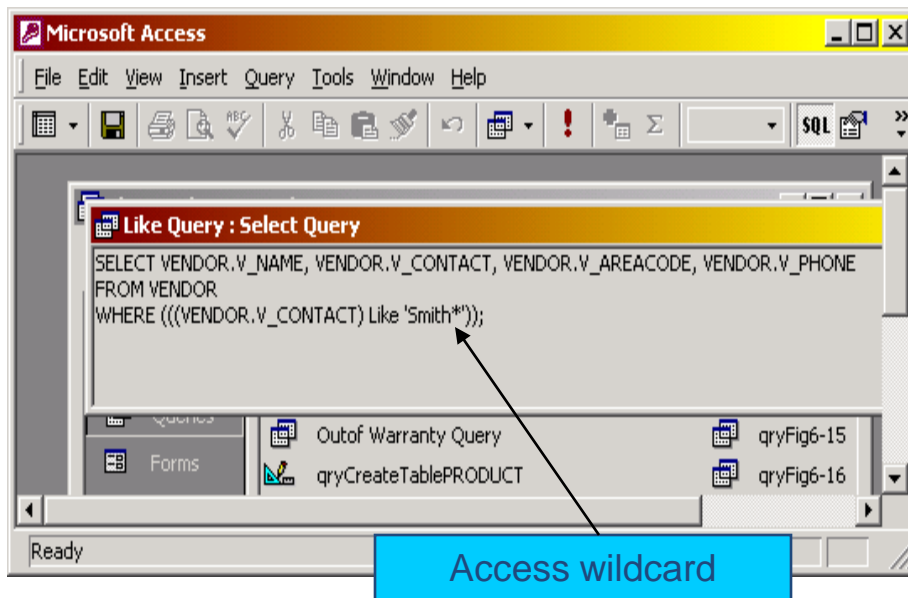 Microsoft Access
File Edit View Insert Query Tools Window Help
ABC
SQL
Like Query : Select Query
SELECT VENDOR.V_NAME, VENDOR.V_CONTACT, VENDOR.V_AREACODE, VENDOR.V_PHONE
FROM VENDOR
WHERE (((VENDOR.V_CONTACT) Like 'Smith*'));
Queries
Outof Warranty Query qryFig6-15
Forms qryCreateTablePRODUCT qryFig6-16
Ready
Access wildcard